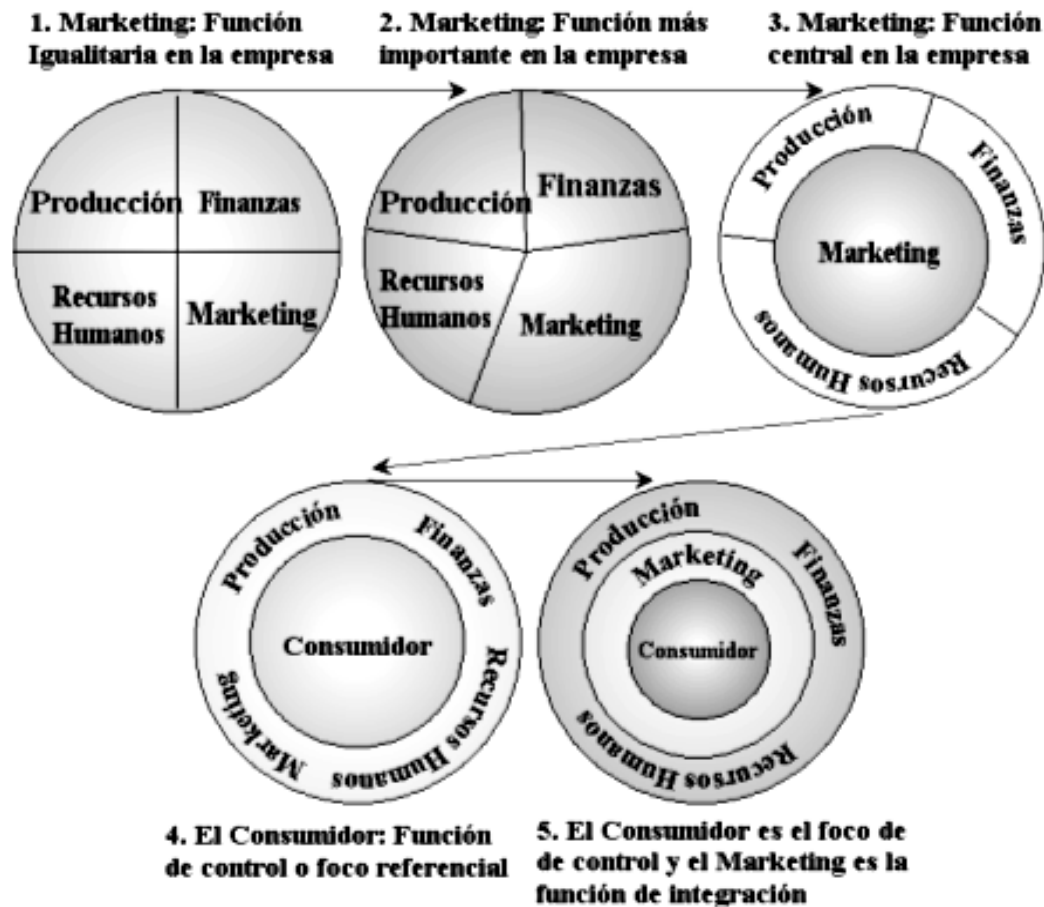 1. Marketing: Función
Igualitaria en la empresa
2. Marketing: Función más
importante en la empresa
3. Marketing: Función
central en la empresa
Producción
Finanzas
Recursos
Humanos
Marketing
Producción
Finanzas
Recursos
Humanos
Marketing
Producción
Finanzas
Marketing
Recursos Humanos
Producción
Finanzas
Consumidor
Marketing
Recursos Humanos
Producción
Finanzas
Marketing
Consumidor
Recursos Humanos
4. El Consumidor: Función
de control o foco referencial
5. El Consumidor es el foco de
de control y el Marketing es la
función de integración